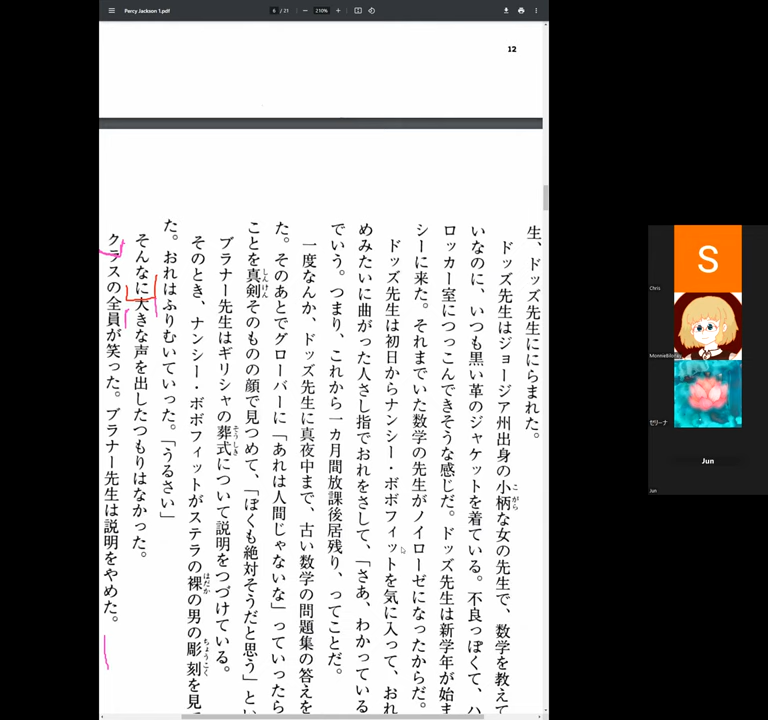 Percy Jackson 1.pdf
6 / 21
210%
12
生、ドッズ先生ににらまれた。
ドッズ先生はジョージア州出身の小柄な女の先生で、数学を教えて
いなのに、いつも黒い革のジャケットを着ている。不良っぽくて、ハ
ロッカー室につっこんできそうな感じだ。ドッズ先生は新学年が始ま
シーに来た。それまでいた数学の先生がノイローゼになったからだ。
ドッズ先生は初日からナンシー・ボボフィットを気に入って、おれ
めみたいに曲がった人さし指でおれをさして、「さあ、わかっている
でいう。つまり、これから一カ月間放課後居残り、ってことだ。
一度なんか、ドッズ先生に真夜中まで、古い数学の問題集の答えを
た。そのあとでグローバーに「あれは人間じゃないな」っていったら
ことを真剣そのものの顔で見つめて、「ぼくも絶対そうだと思う」とい
ブラナー先生はギリシャの葬式について説明をつづけている。
そのとき、ナンシー・ボボフィットがステラの裸の男の彫刻を見て
た。おれはふりむいていった。「うるさい」
そんなに大きな声を出したつもりはなかった。
クラスの全員が笑った。ブラナー先生は説明をやめた。
S
Chris
ゼリーナ
Jun
Jun